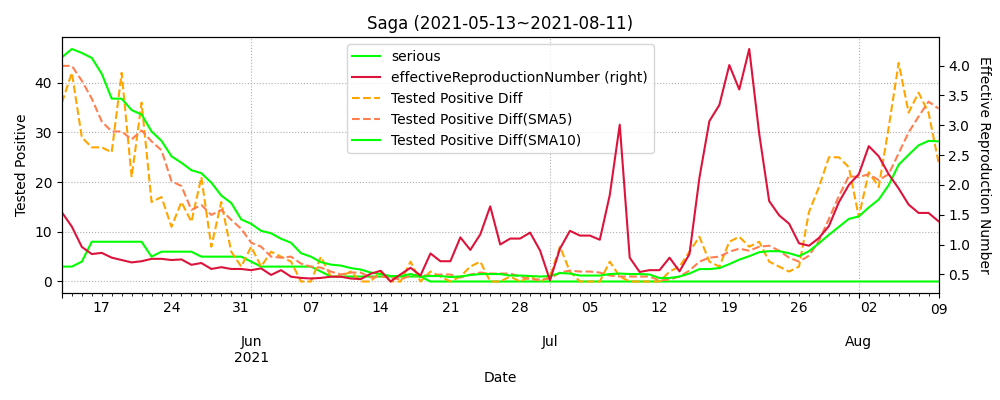 Saga (2021-05-13~2021-08-11)
serious
effectiveReproductionNumber (right)
Tested Positive Diff
Tested Positive Diff(SMA5)
Tested Positive Diff(SMA10)
Tested Positive
40
30
20
10
0
4.0
3.5
3.0
2.5
2.0
1.5
1.0
0.5
Effective Reproduction Number
17 24 31 07 14 21 28 05 12 19 26 02 09
Jun Jul Aug
2021
Date